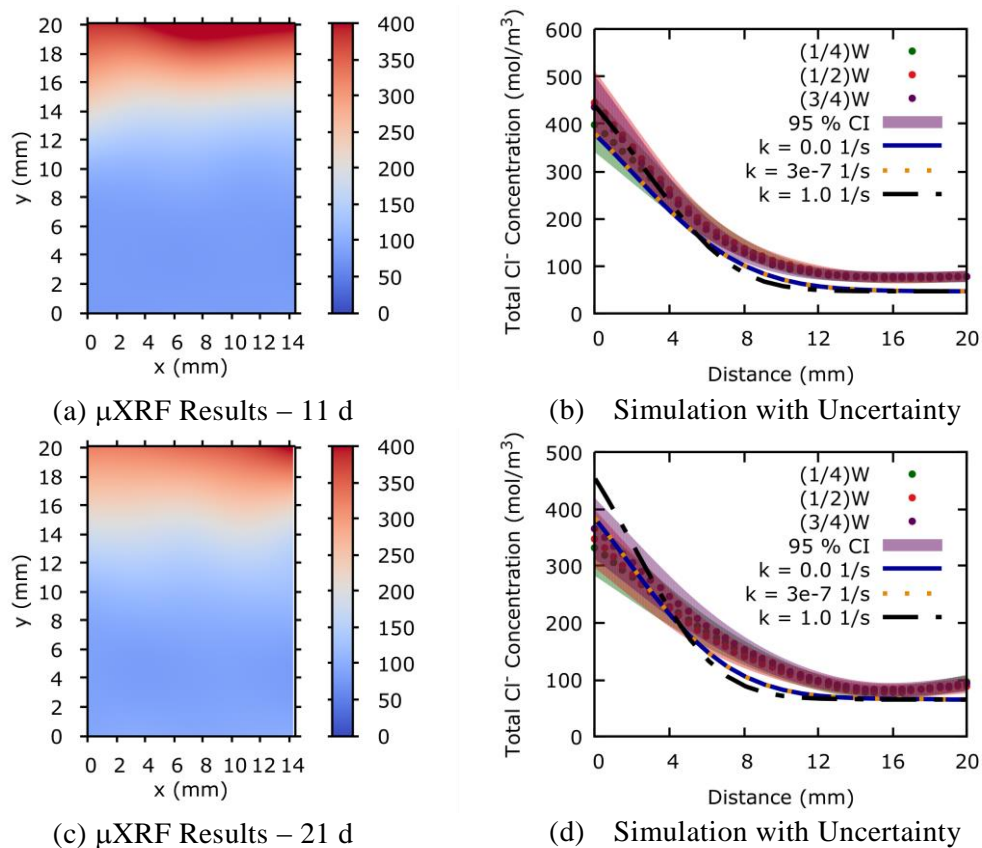 20
18
16
14
12
10
8
6
4
2
0
y (mm)
0 2 4 6 8 10 12 14
x (mm)
400
350
300
250
200
150
100
50
0
(a) μXRF Results – 11 d
Total Cl⁻ Concentration (mol/m³)
600
500
400
300
200
100
0
(1/4)W
(1/2)W
(3/4)W
95 % CI
k = 0.0 1/s
k = 3e-7 1/s
k = 1.0 1/s
0 4 8 12 16 20
Distance (mm)
(b) Simulation with Uncertainty
20
18
16
14
12
10
8
6
4
2
0
y (mm)
0 2 4 6 8 10 12 14
x (mm)
400
350
300
250
200
150
100
50
0
(c) μXRF Results – 21 d
Total Cl⁻ Concentration (mol/m³)
500
400
300
200
100
0
(1/4)W
(1/2)W
(3/4)W
95 % CI
k = 0.0 1/s
k = 3e-7 1/s
k = 1.0 1/s
0 4 8 12 16 20
Distance (mm)
(d) Simulation with Uncertainty